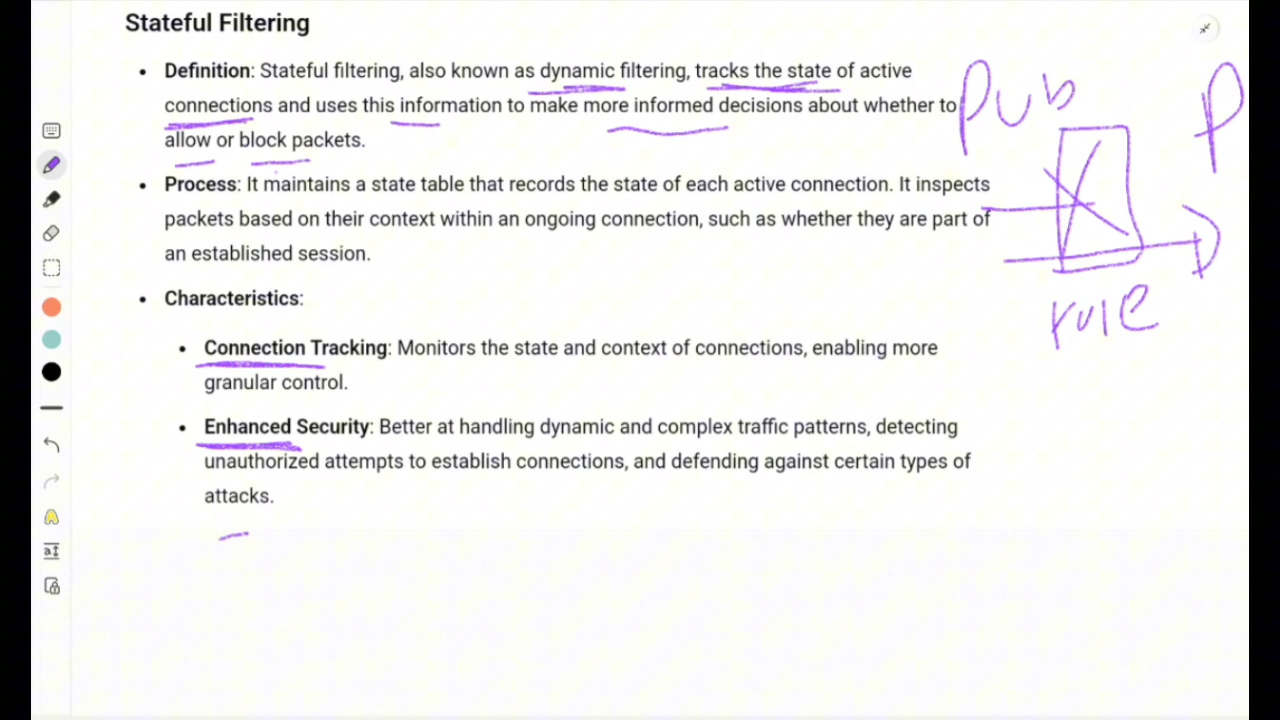 Stateful Filtering
• Definition: Stateful filtering, also known as dynamic filtering, tracks the state of active
connections and uses this information to make more informed decisions about whether to
allow or block packets.
• Process: It maintains a state table that records the state of each active connection. It inspects
packets based on their context within an ongoing connection, such as whether they are part of
an established session.
• Characteristics:
• Connection Tracking: Monitors the state and context of connections, enabling more
granular control.
• Enhanced Security: Better at handling dynamic and complex traffic patterns, detecting
unauthorized attempts to establish connections, and defending against certain types of
attacks.
Pub
P
rule